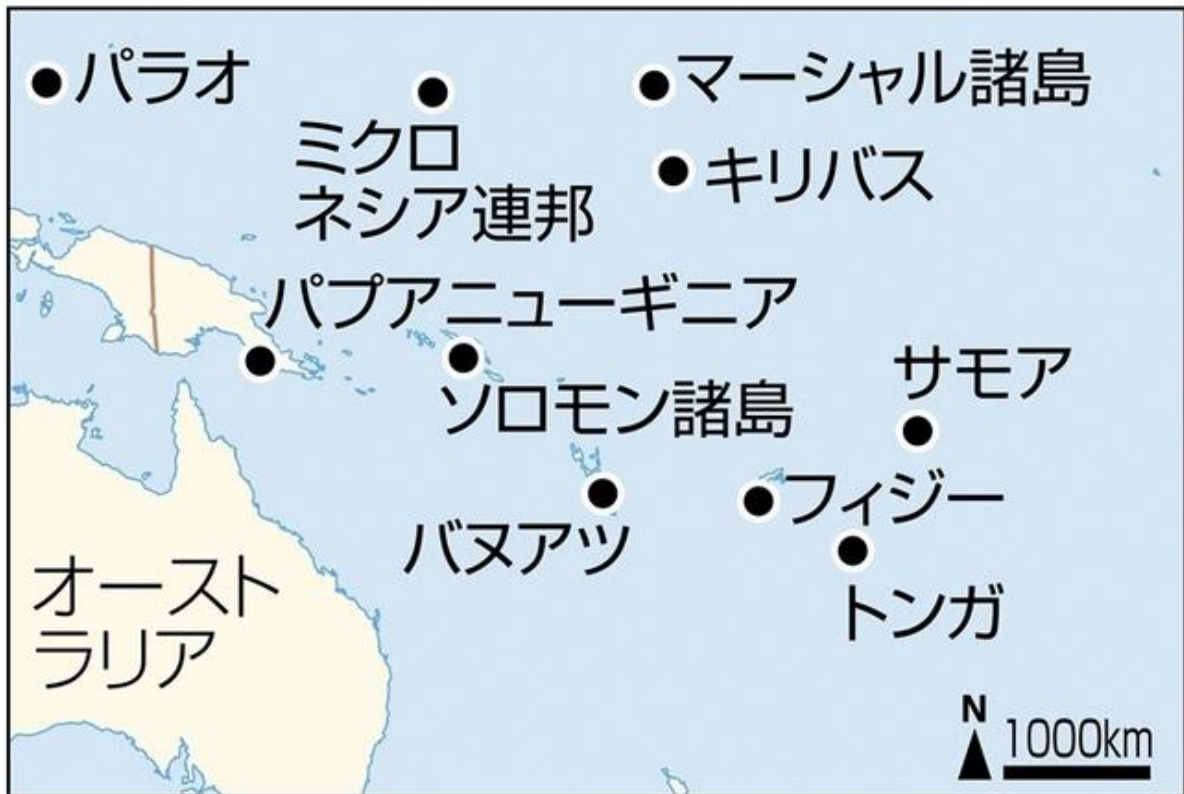 パラオ
ミクロ
ネシア連邦
マーシャル諸島
キリバス
パプアニューギニア
ソロモン諸島
サモア
バヌアツ
フィジー
トンガ
オースト
ラリア
N
1000km